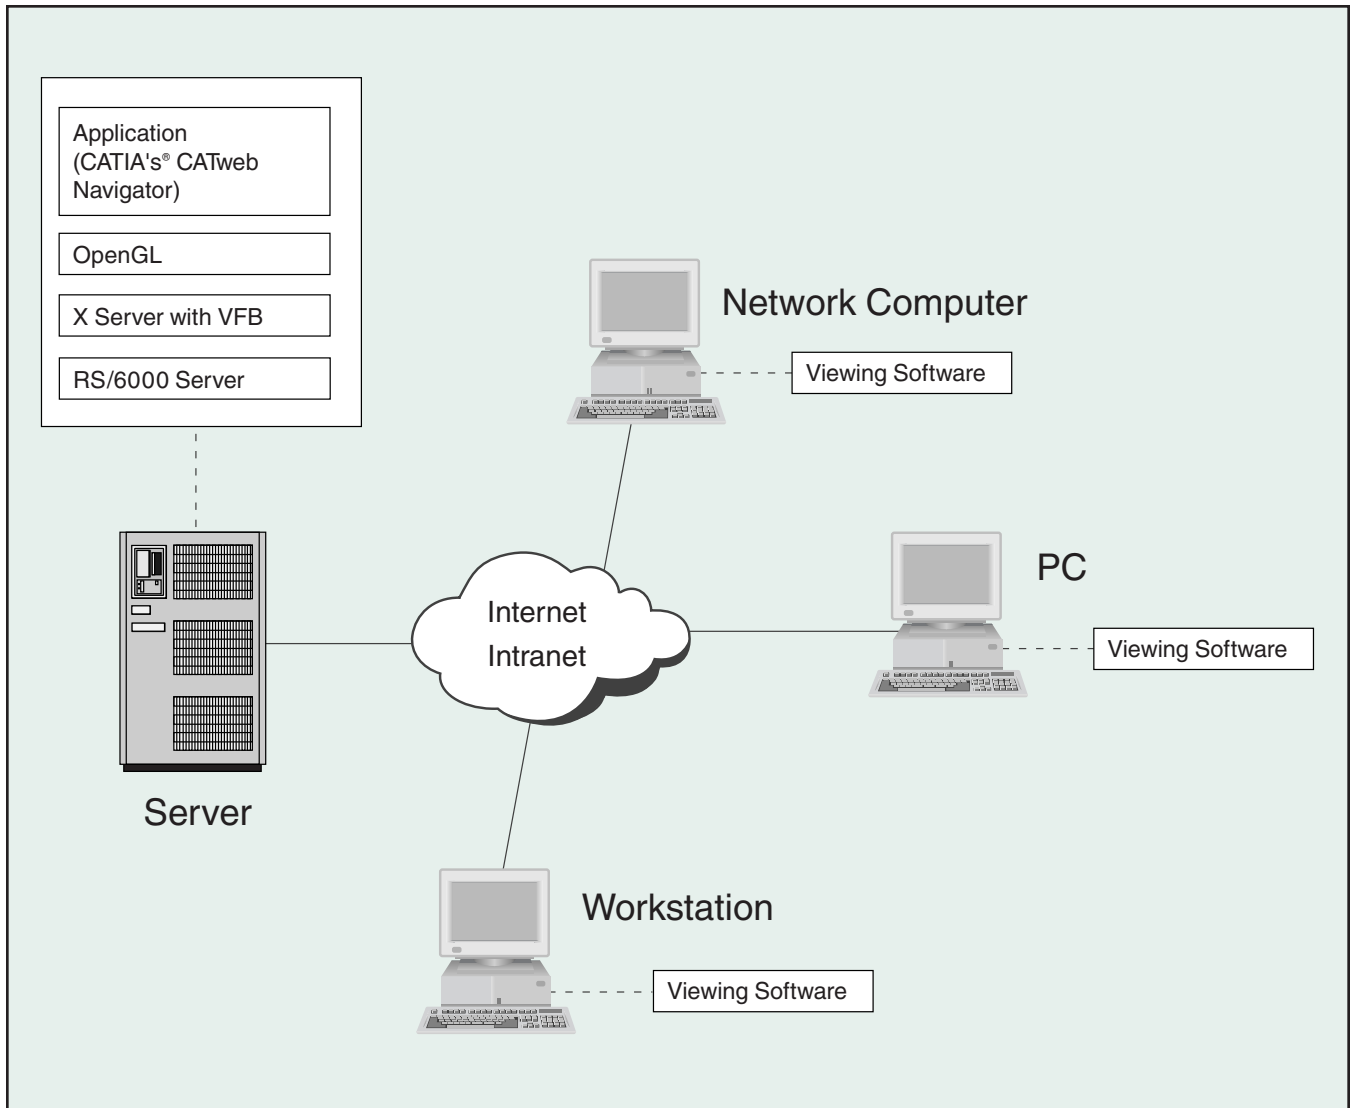 Application
(CATIA's® CATweb
Navigator)
OpenGL
X Server with VFB
RS/6000 Server
Network Computer
Viewing Software
PC
Viewing Software
Internet
Intranet
Server
Workstation
Viewing Software